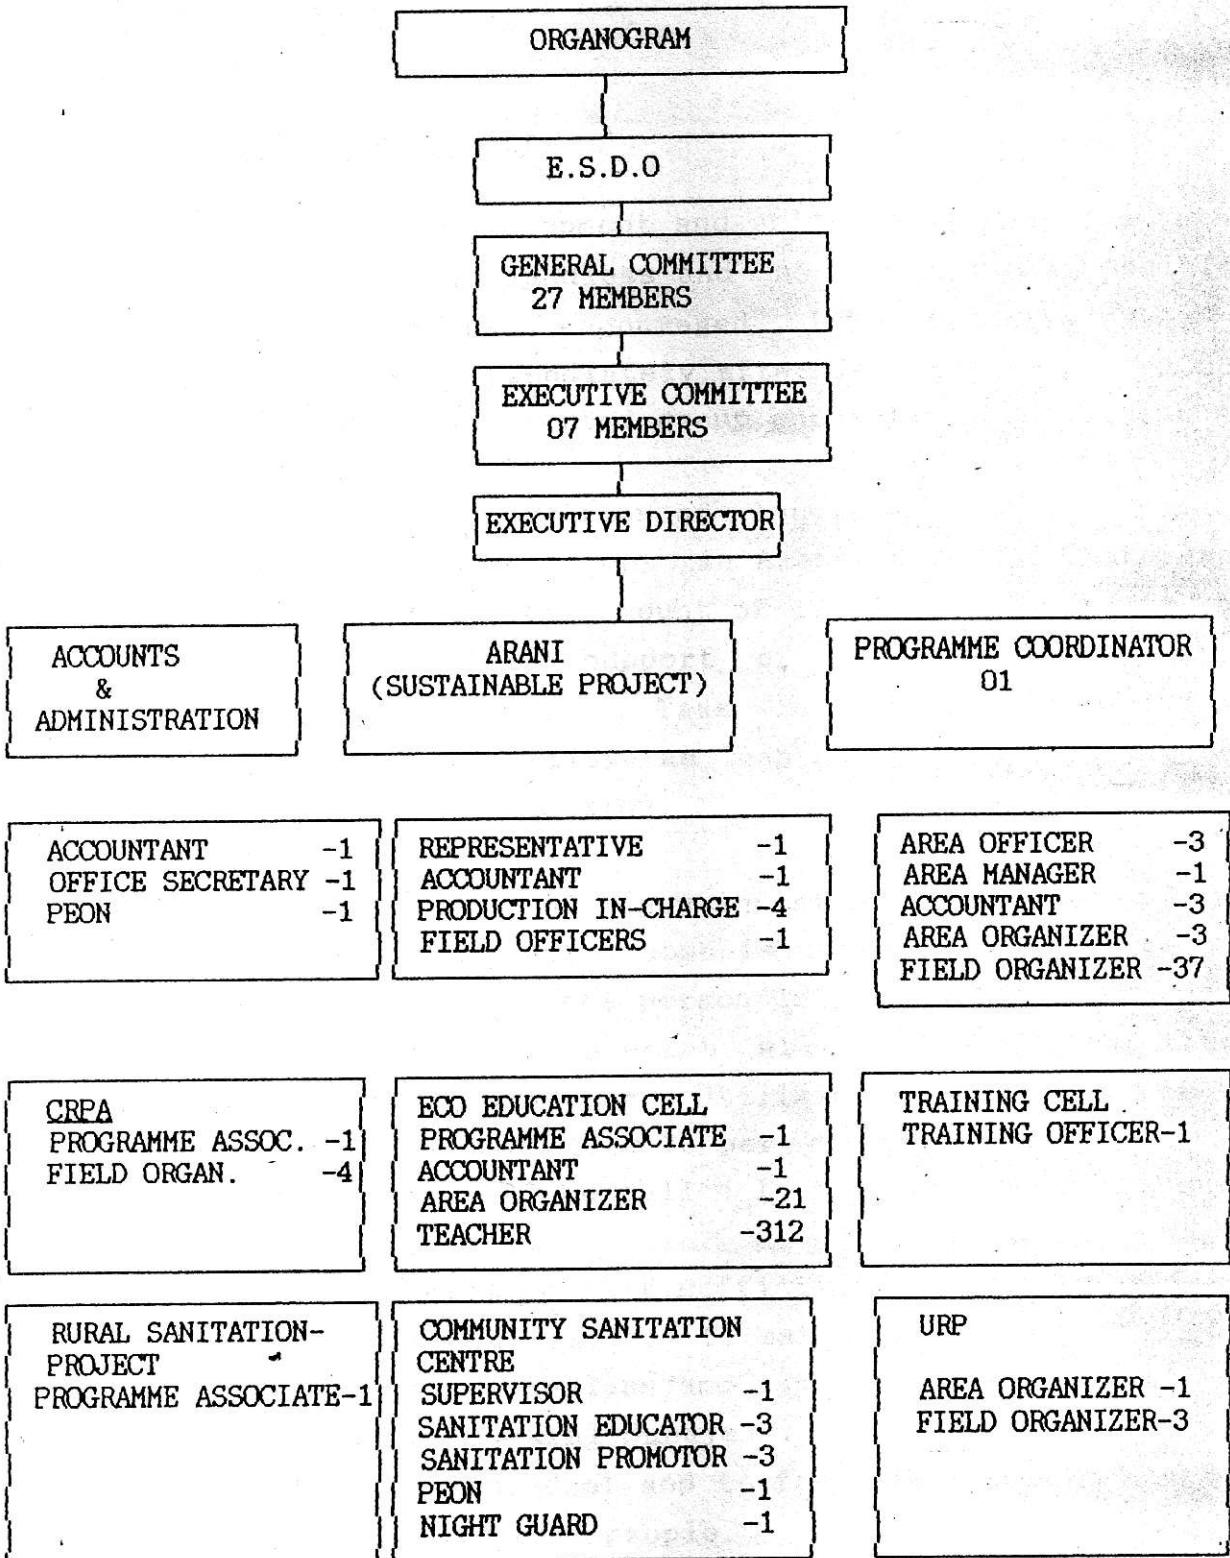 ORGANOGRAM
E.S.D.O
GENERAL COMMITTEE
27 MEMBERS
EXECUTIVE COMMITTEE
07 MEMBERS
EXECUTIVE DIRECTOR
ACCOUNTS
&
ADMINISTRATION
ARANI
(SUSTAINABLE PROJECT)
PROGRAMME COORDINATOR
01
ACCOUNTANT -1
OFFICE SECRETARY -1
PEON -1
REPRESENTATIVE -1
ACCOUNTANT -1
PRODUCTION IN-CHARGE -4
FIELD OFFICERS -1
AREA OFFICER -3
AREA MANAGER -1
ACCOUNTANT -3
AREA ORGANIZER -3
FIELD ORGANIZER -37
CRPA
PROGRAMME ASSOC. -1
FIELD ORGAN. -4
ECO EDUCATION CELL
PROGRAMME ASSOCIATE -1
ACCOUNTANT -1
AREA ORGANIZER -21
TEACHER -312
TRAINING CELL
TRAINING OFFICER-1
RURAL SANITATION-
PROJECT
PROGRAMME ASSOCIATE-1
COMMUNITY SANITATION
CENTRE
SUPERVISOR -1
SANITATION EDUCATOR -3
SANITATION PROMOTOR -3
PEON -1
NIGHT GUARD -1
URP
AREA ORGANIZER -1
FIELD ORGANIZER-3